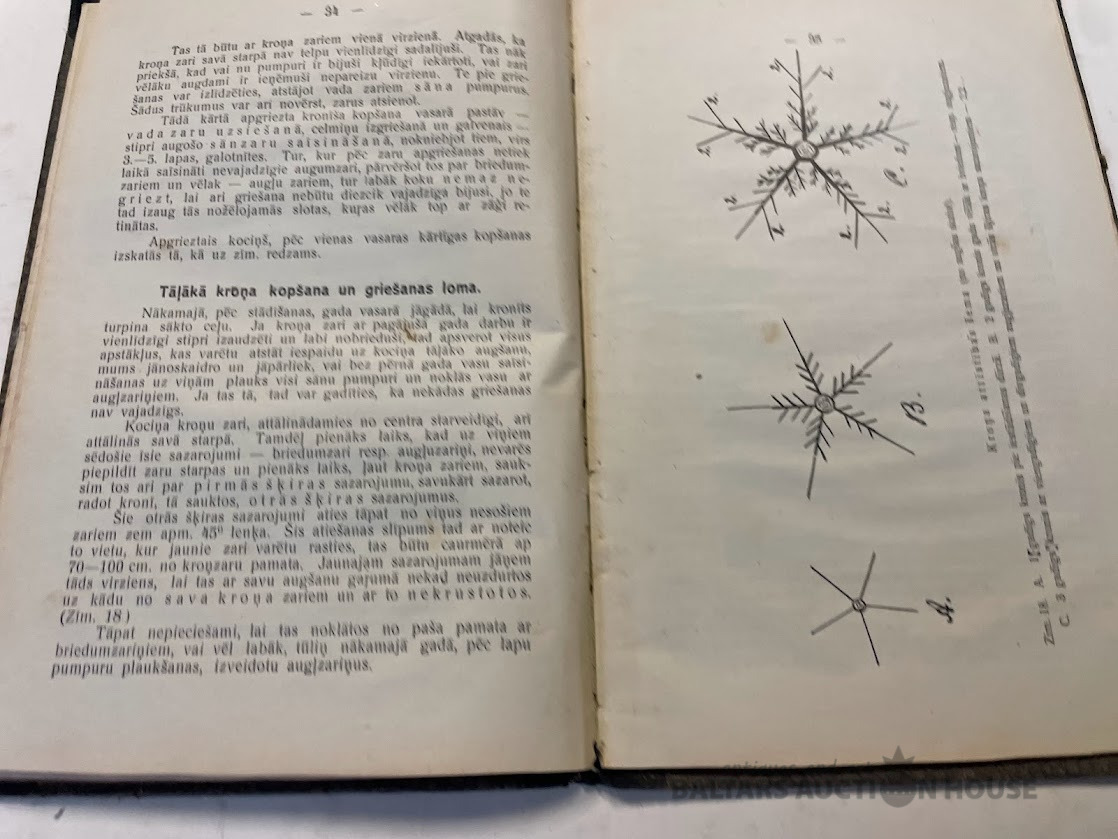 — 34 —
Tas tā būtu ar kroņa zariem vienā virzienā. Atgadās, ka
kroņa zari savā starpā nav telpu vienlīdzīgi sadalījuši. Tas nāk
priekšā, kad vai nu pumpuri ir bijuši kļūdīgi iekārtoti, vai zari
vēlāku augdami ir ieņēmuši nepareizu virzienu. Te pie grie-
šanas var izlīdzēties, atstājot vada zariem sāna pumpurus.
Šādus trūkumus var arī novērst, zarus atsienot.
Tādā kārtā apgriezta kroniša kopšana vasarā pastāv —
vada zaru uzsiešanā, celmiņu izgriešanā un galvenais —
stipri augošo sānzaru saīsināšanā, nokniebjot tiem, virs
3.—5. lapas, galotnītes. Tur, kur pēc zaru apgriešanas netiek
laikā saīsināti nevajadzīgie augumzari, pārvēršot tos par briedum-
zariem un vēlak — augļu zariem, tur labāk koku nemaz ne-
griezt, lai arī griešana nebūtu diezcik vajadzīga bijusi, jo te
tad izaug tās nožēlojamās slotas, kuŗas vēlāk top ar zāģi re-
tinātas.
Apgrieztais kociņš, pēc vienas vasaras kārtīgas kopšanas
izskatās tā, kā uz zīm. redzams.
Tāļākā kroņa kopšana un griešanas loma.
Nākamajā, pēc stādīšanas, gada vasarā jāgādā, lai kronīts
turpina sākto ceļu. Ja kroņa zari ar pagājušā gada darbu ir
vienlīdzīgi stipri izaudzēti un labi nobrieduši, tad apsverot visus
apstākļus, kas varētu atstāt iespaidu uz kociņa tāļāko augšanu,
mums jānoskaidro un jāpārliek, vai bez pērnā gada vasu saīsi-
nāšanas uz viņām plauks visi sānu pumpuri un noklās vasu ar
augļzariņiem. Ja tas tā, tad var gadīties, ka nekādas griešanas
nav vajadzīgs.
Kociņa kroņu zari, attālinādamies no centra starveidīgi, arī
attālinās savā starpā. Tamdēļ pienāks laiks, kad uz viņiem
sēdošie īsie sazarojumi — briedumzari resp. augļuzariņi, nevarēs
piepildīt zaru starpas un pienāks laiks, ļaut kroņa zariem, sauk-
sim tos arī par pirmās šķiras sazarojumu, savukārt sazarot,
radot kronī, tā sauktos, otrās šķiras sazarojumus.
Šie otrās šķiras sazarojumi aties tāpat no viņus nesošiem
zariem zem apm. 45º leņķa. Šis atiešanas slīpums tad ar noteic
to vietu, kur jaunie zari varētu rasties, tas būtu caurmērā ap
70—100 cm. no kroņzaru pamata. Jaunajam sazarojumam jāņem
tāds virziens, lai tas ar savu augšanu gaŗumā nekad neuzdurtos
uz kādu no sava kroņa zariem un ar to nekrustotos.
(Zīm. 18)
Tāpat nepieciešami, lai tas noklātos no paša pamata ar
briedumzariņiem, vai vēl labāk, tūliņ nākamajā gadā, pēc lapu
pumpuru plaukšanas, izveidotu augļzariņus.
A.
B.
C.
Kroņa attīstības šema
Zīm. 18. A.
BALTARS AUCTION HOUSE